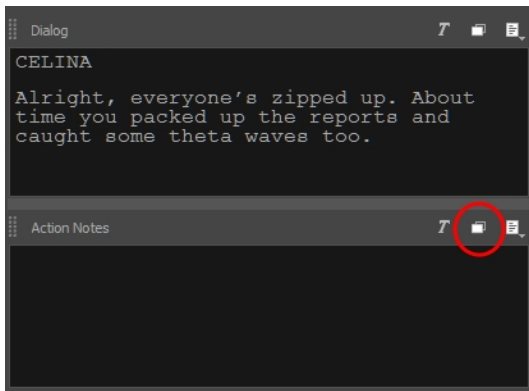 Dialog T
CELINA
Alright, everyone's zipped up. About
time you packed up the reports and
caught some theta waves too.
Action Notes T